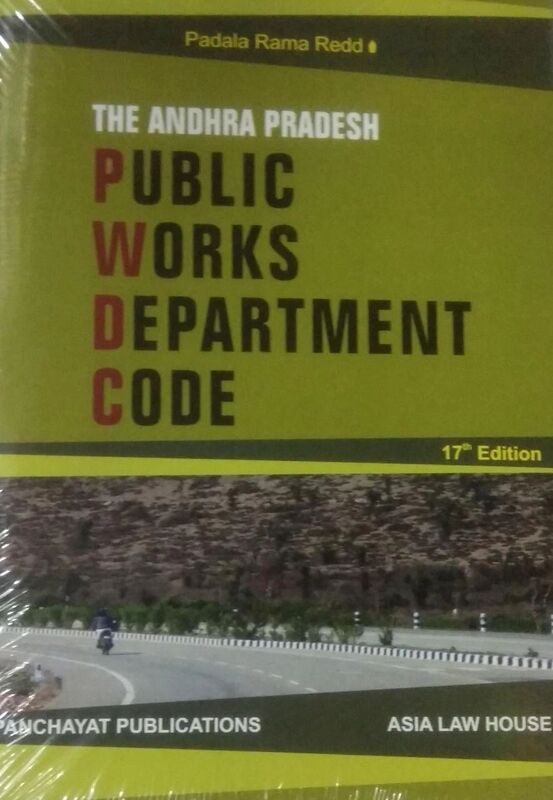 Padala Rama Redd
THE ANDHRA PRADESH
PUBLIC
WORKS
DEPARTMENT
CODE
17th Edition
PANCHAYAT PUBLICATIONS
ASIA LAW HOUSE